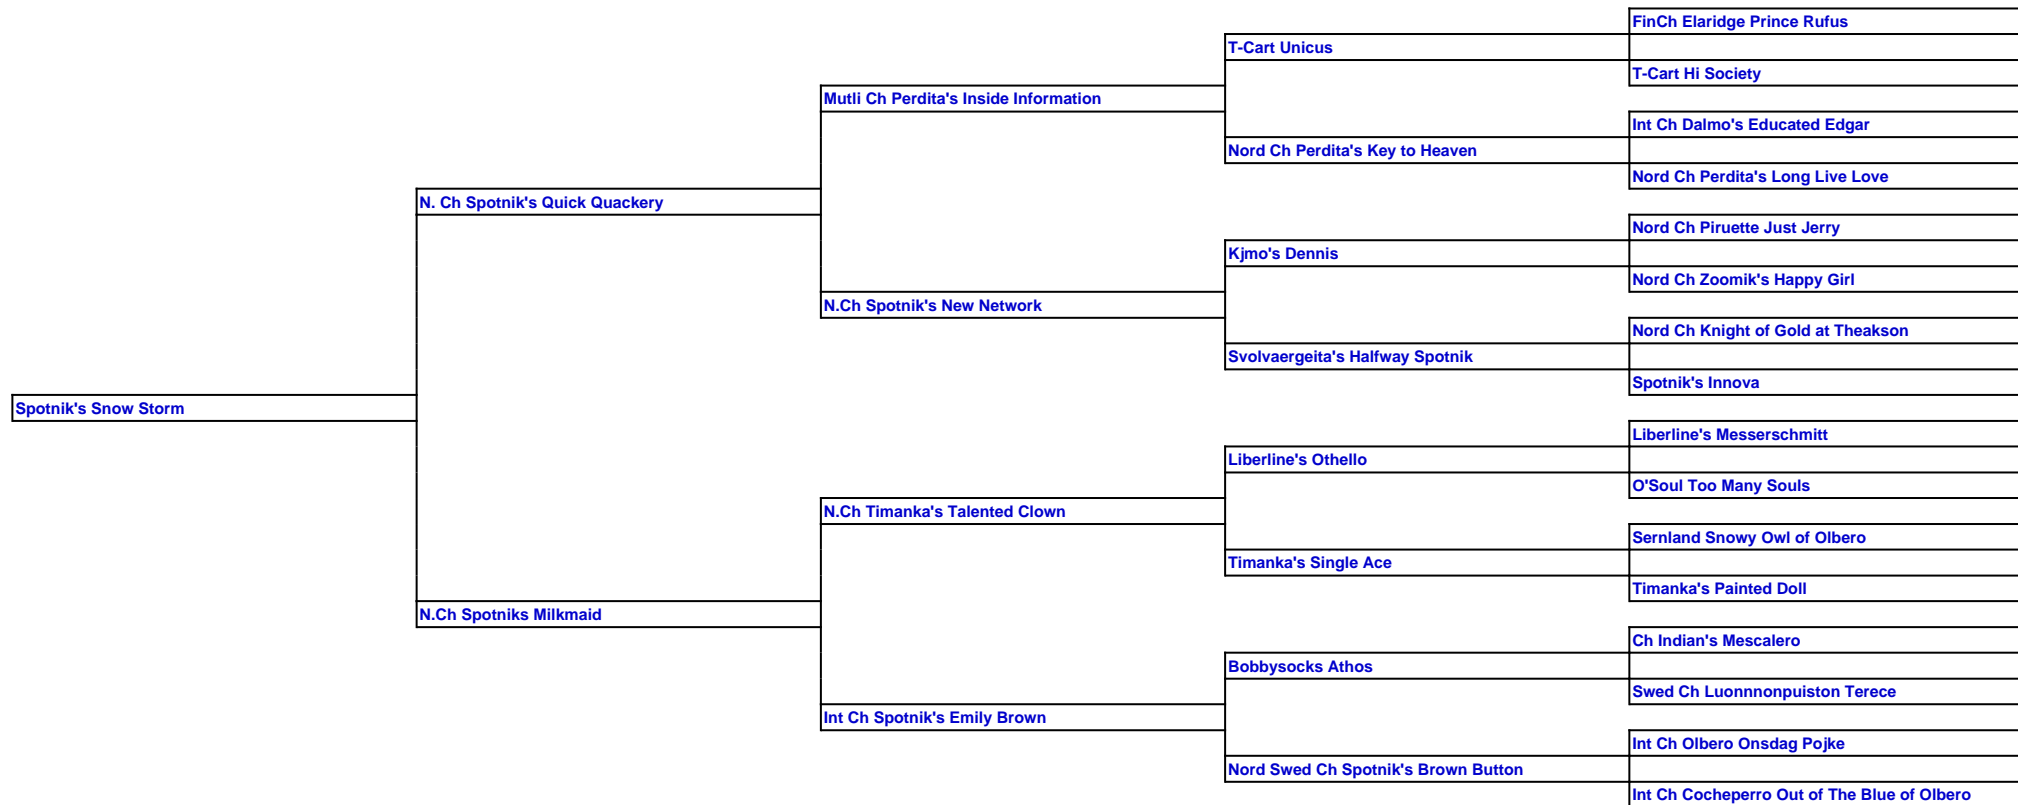 FinCh Elaridge Prince Rufus
T-Cart Unicus
T-Cart Hi Society
Mutli Ch Perdita's Inside Information
Int Ch Dalmo's Educated Edgar
Nord Ch Perdita's Key to Heaven
Nord Ch Perdita's Long Live Love
N. Ch Spotnik's Quick Quackery
Nord Ch Piruette Just Jerry
Kjmo's Dennis
Nord Ch Zoomik's Happy Girl
N.Ch Spotnik's New Network
Nord Ch Knight of Gold at Theakson
Svolvaergeita's Halfway Spotnik
Spotnik's Innova
Spotnik's Snow Storm
Liberline's Messerschmitt
Liberline's Othello
O'Soul Too Many Souls
N.Ch Timanka's Talented Clown
Sernland Snowy Owl of Olbero
Timanka's Single Ace
Timanka's Painted Doll
N.Ch Spotniks Milkmaid
Ch Indian's Mescalero
Bobbysocks Athos
Swed Ch Luonnnonpuiston Terece
Int Ch Spotnik's Emily Brown
Int Ch Olbero Onsdag Pojke
Nord Swed Ch Spotnik's Brown Button
Int Ch Cocheperro Out of The Blue of Olbero